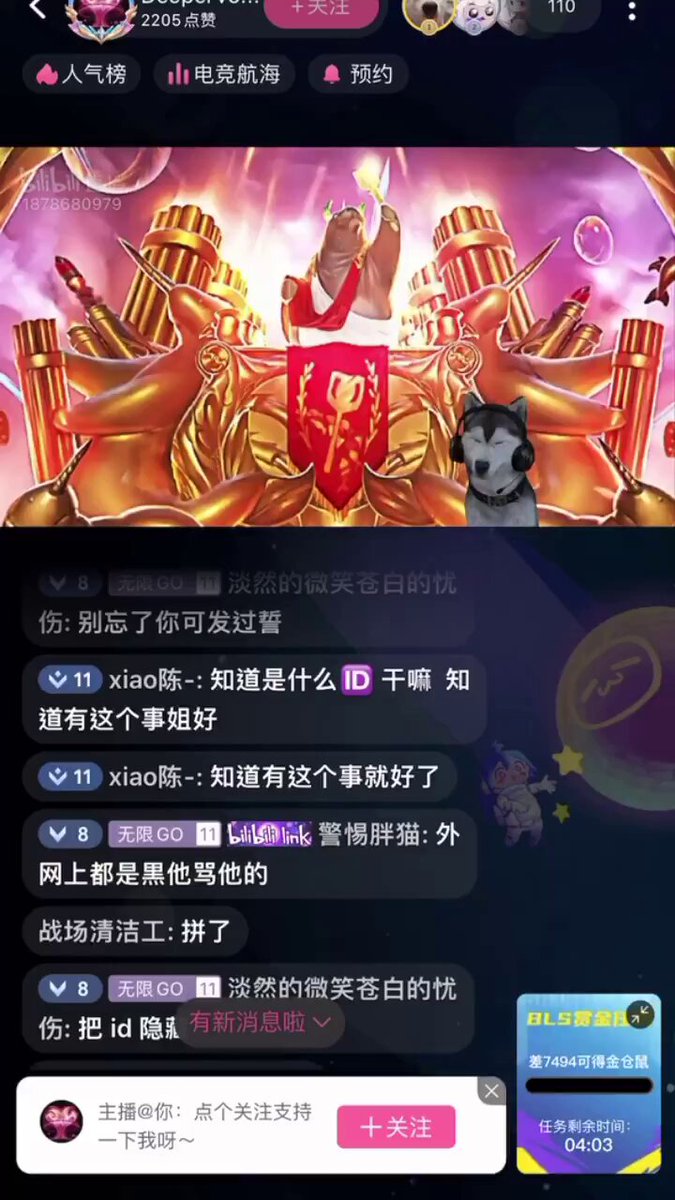 2205点赞
+关注
110
人气榜
电竞航海
预约
bilibili
1878680979
8 无限GO 11 淡然的微笑苍白的忧
伤: 别忘了你可发过誓
11 xiao陈-: 知道是什么🆔干嘛 知
道有这个事姐好
11 xiao陈-: 知道有这个事就好了
8 无限GO 11 bilibili link 警惕胖猫: 外
网上都是黑他骂他的
战场清洁工: 拼了
8 无限GO 11 淡然的微笑苍白的忧
伤: 把 id 隐
有新消息啦
BLS赏金
差7494可得金仓鼠
任务剩余时间:
04:03
主播@你: 点个关注支持
一下我呀~
+关注